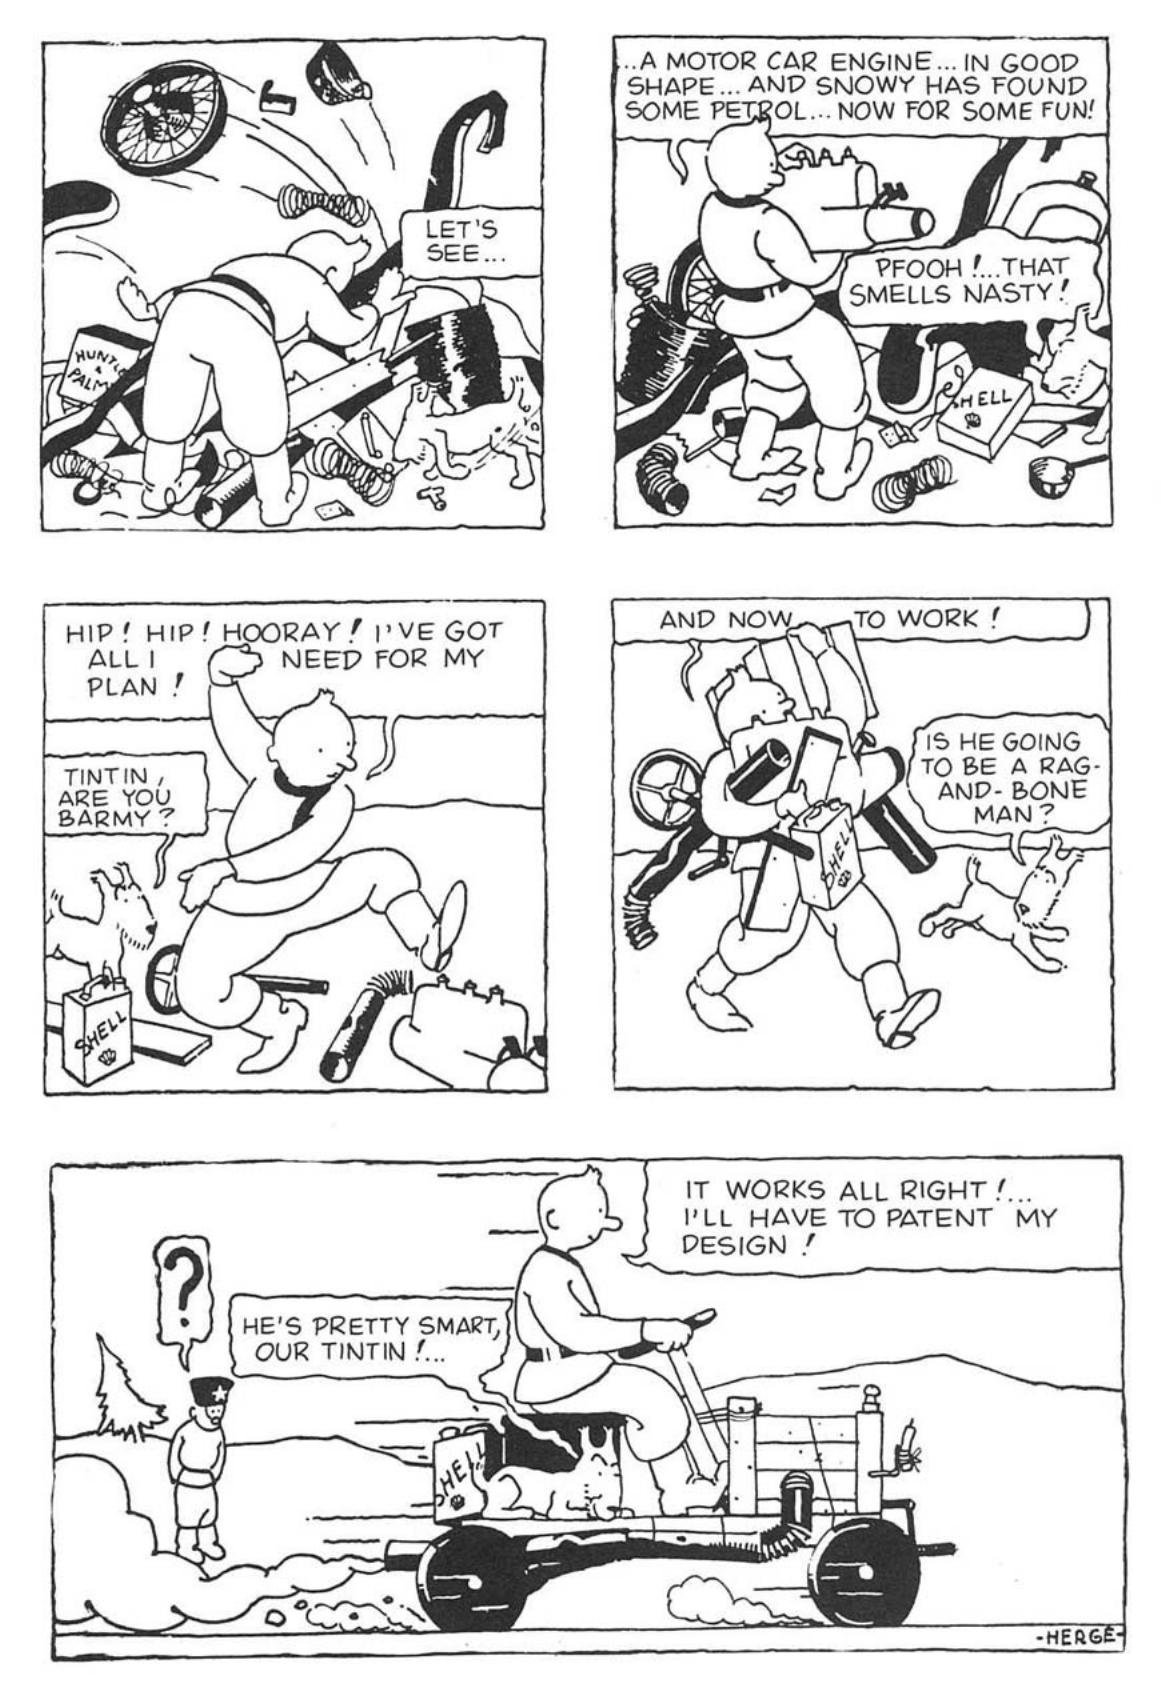 LET'S
SEE...
HUNT
&
PALM
...A MOTOR CAR ENGINE... IN GOOD
SHAPE... AND SNOWY HAS FOUND
SOME PETROL... NOW FOR SOME FUN!
PFOOH!...THAT
SMELLS NASTY!
SHELL
HIP! HIP! HOORAY! I'VE GOT
ALL I NEED FOR MY
PLAN!
TINTIN,
ARE YOU
BARMY?
SHELL
AND NOW TO WORK!
IS HE GOING
TO BE A RAG-
AND-BONE
MAN?
SHELL
IT WORKS ALL RIGHT!...
I'LL HAVE TO PATENT MY
DESIGN!
?
HE'S PRETTY SMART,
OUR TINTIN!...
SHELL
-HERGÉ-